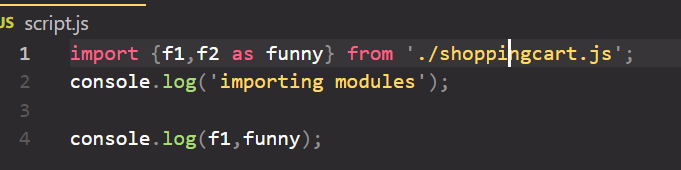 JS script.js
1 import {f1,f2 as funny} from './shoppingcart.js';
2 console.log('importing modules');
3
4 console.log(f1,funny);